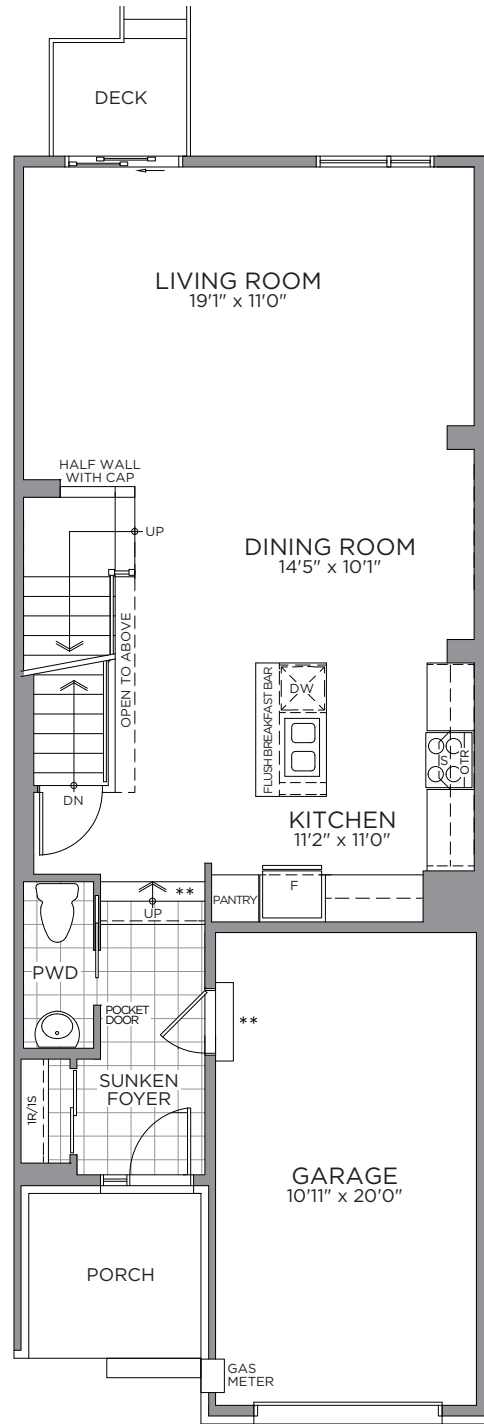 DECK
LIVING ROOM
19'1" x 11'0"
HALF WALL
WITH CAP
UP
DINING ROOM
14'5" x 10'1"
OPEN TO ABOVE
FLUSH BREAKFAST BAR
DW
S
OTR
DN
KITCHEN
11'2" x 11'0"
**
UP
PANTRY
F
PWD
POCKET
DOOR
**
SUNKEN
FOYER
1R/1S
GARAGE
10'11" x 20'0"
PORCH
GAS
METER